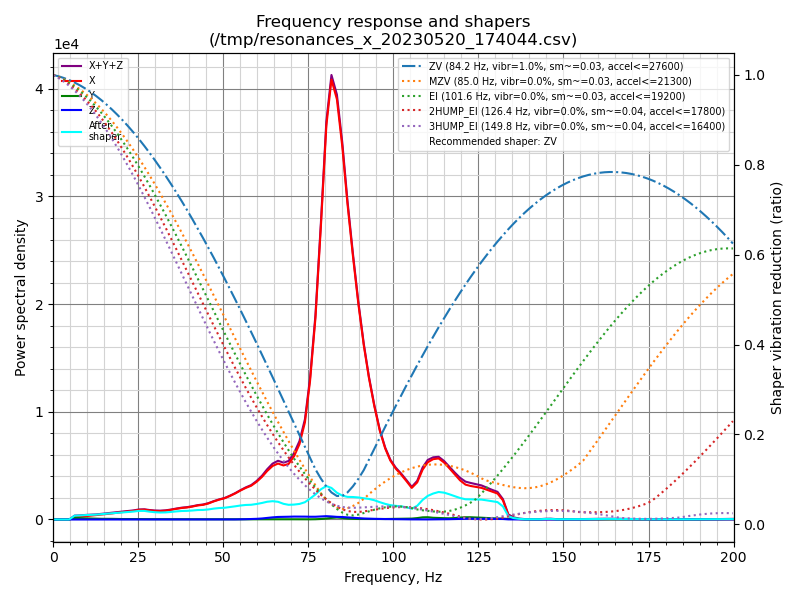 Frequency response and shapers
(/tmp/resonances_x_20230520_174044.csv)
1e4
X+Y+Z
X
Y
Z
After
shaper
ZV (84.2 Hz, vibr=1.0%, sm~=0.03, accel<=27600)
MZV (85.0 Hz, vibr=0.0%, sm~=0.03, accel<=21300)
EI (101.6 Hz, vibr=0.0%, sm~=0.03, accel<=19200)
2HUMP_EI (126.4 Hz, vibr=0.0%, sm~=0.04, accel<=17800)
3HUMP_EI (149.8 Hz, vibr=0.0%, sm~=0.04, accel<=16400)
Recommended shaper: ZV
4
3
2
1
0
Power spectral density
1.0
0.8
0.6
0.4
0.2
0.0
Shaper vibration reduction (ratio)
0 25 50 75 100 125 150 175 200
Frequency, Hz